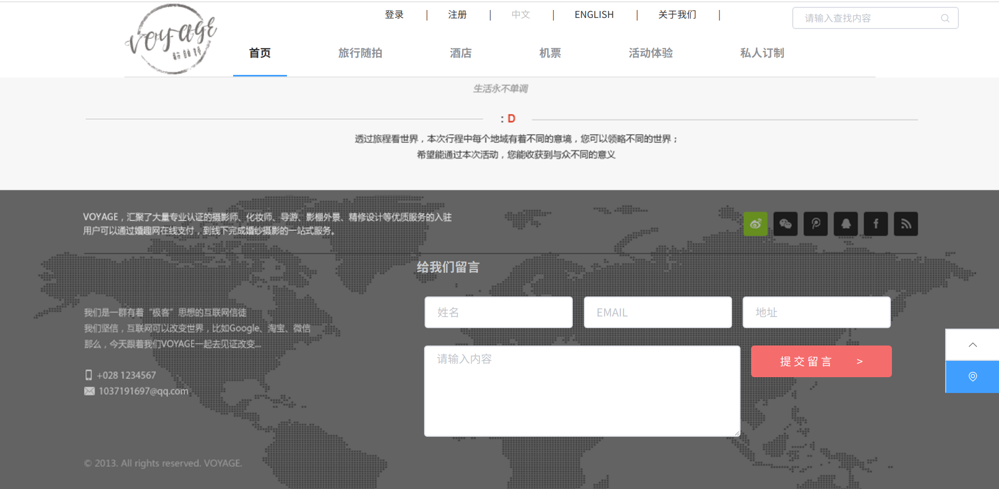 voyage
登录 | 注册 | 中文 | ENGLISH | 关于我们 |
请输入查找内容
首页 旅行随拍 酒店 机票 活动体验 私人订制
生活永不单调
:D
透过旅程看世界，本次行程中每个地域有着不同的意境，您可以领略不同的世界；
希望能通过本次活动，您能收获到与众不同的意义
VOYAGE，汇聚了大量专业认证的摄影师、化妆师、导游、影棚外景、精修设计等优质服务的入驻
用户可以通过婚趣网在线支付，到线下完成婚纱摄影的一站式服务。
给我们留言
姓名 EMAIL 地址
我们是一群有着“极客”思想的互联网信徒
我们坚信，互联网可以改变世界，比如Google、淘宝、微信
那么，今天跟着我们VOYAGE一起去见证改变...
请输入内容
提交留言 >
+028 1234567
1037191697@qq.com
© 2013. All rights reserved. VOYAGE.